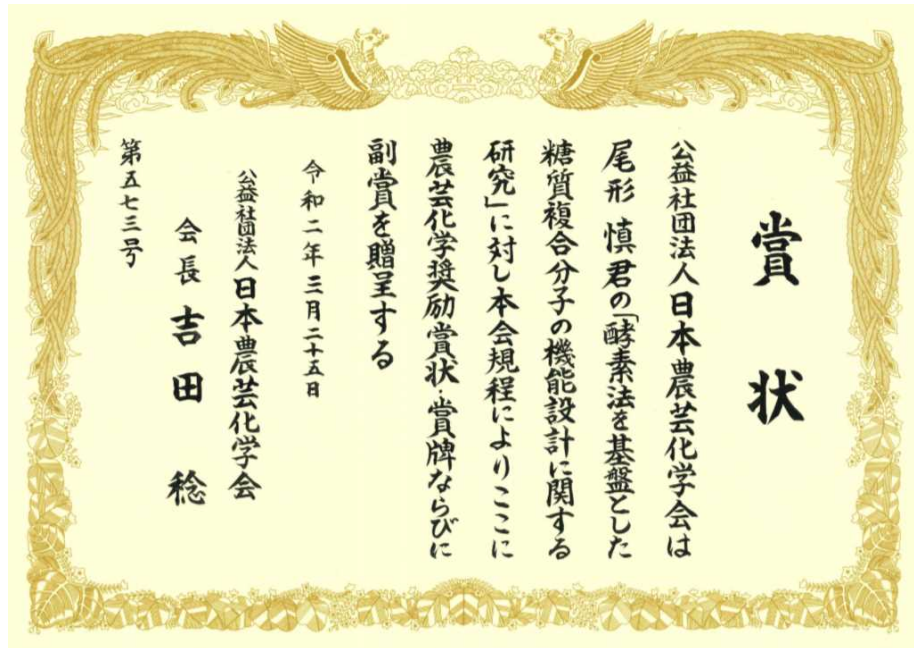 賞状
公益社団法人日本農芸化学会は
尾形 慎君の「酵素法を基盤とした
糖質複合分子の機能設計に関する
研究」に対し本会規程によりここに
農芸化学奨励賞状・賞牌ならびに
副賞を贈呈する
令和二年三月二十五日
公益社団法人日本農芸化学会
会長 吉田 稔
第五七三号